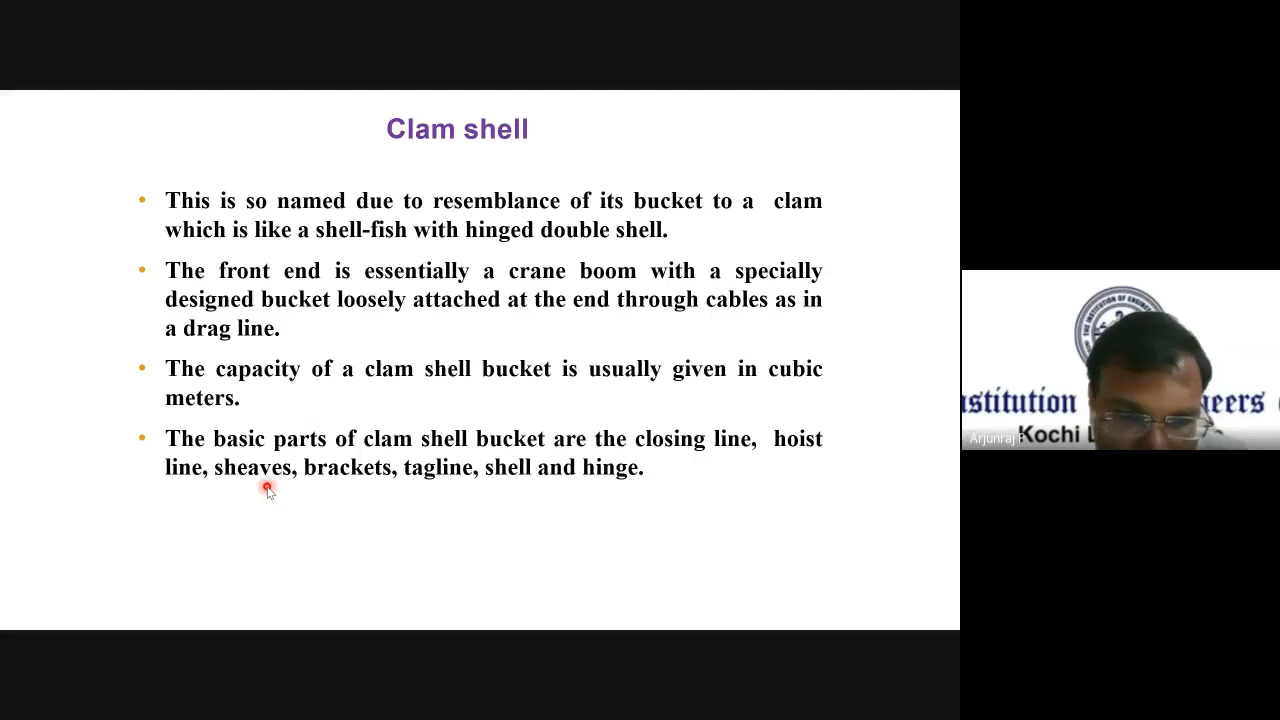 Clam shell
• This is so named due to resemblance of its bucket to a clam
which is like a shell-fish with hinged double shell.
• The front end is essentially a crane boom with a specially
designed bucket loosely attached at the end through cables as in
a drag line.
• The capacity of a clam shell bucket is usually given in cubic
meters.
• The basic parts of clam shell bucket are the closing line, hoist
line, sheaves, brackets, tagline, shell and hinge.
THE INSTITUTION OF
Kochi
Arjunraj